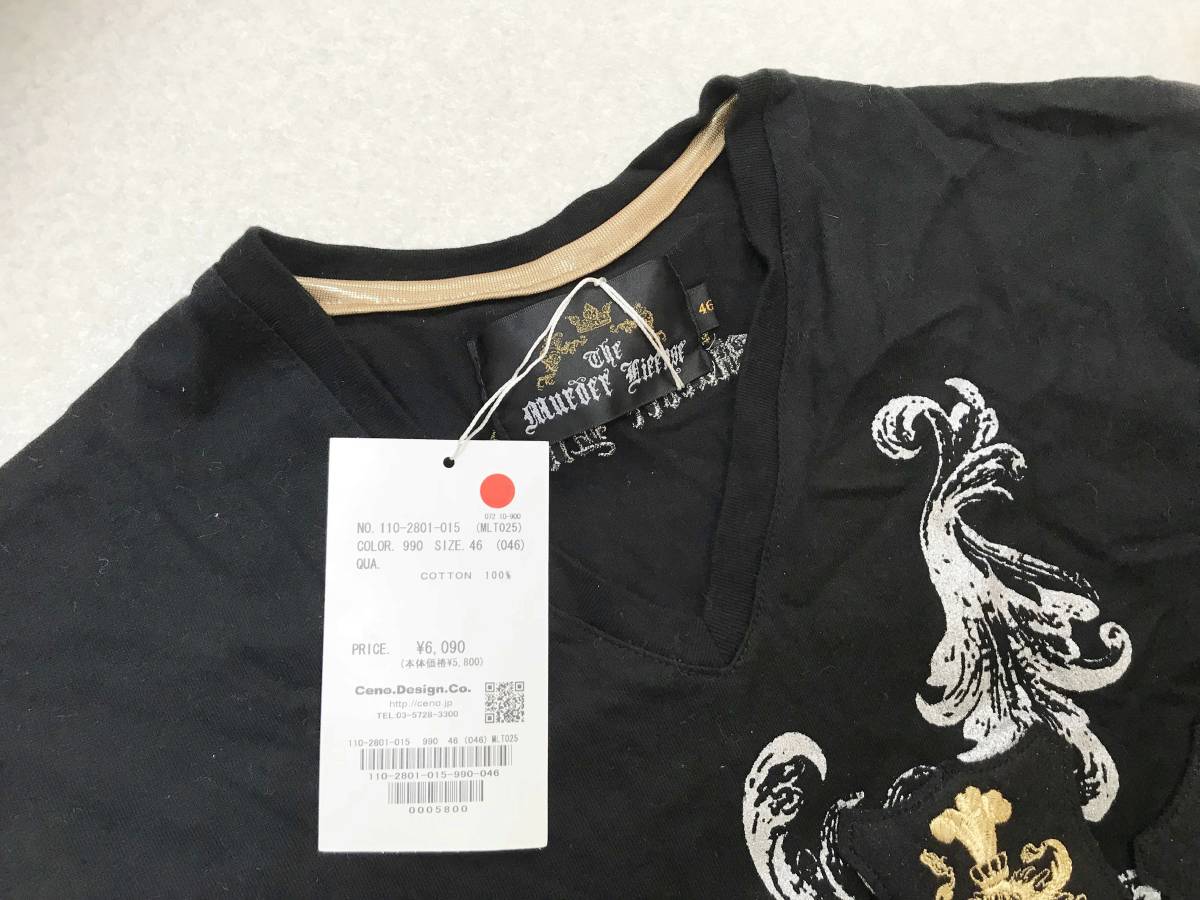 46
The
Murder License
072 10-900
NO. 110-2801-015 (MLT025)
COLOR. 990 SIZE. 46 (046)
QUA.
COTTON 100%
PRICE. ¥6,090
(本体価格¥5,800)
Ceno.Design.Co.
http://ceno.jp
TEL:03-5728-3300
110-2801-015 990 46 (046) MLT025
110-2801-015-990-046
0005800